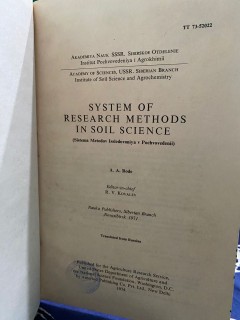 TT 73-52022
AKADEMIYA NAUK SSSR, SIBIRSKOE OTDELENIE
Institut Pochvovedeniya i Agrokhimii
ACADEMY OF SCIENCES, USSR, SIBERIAN BRANCH
Institute of Soil Science and Agrochemistry
SYSTEM OF
RESEARCH METHODS
IN SOIL SCIENCE
(Sistema Metodov Issledovaniya v Pochvovedenii)
A. A. Rode
Editor-in-chief
R. V. KOVALEV
Nauka Publishers, Siberian Branch
Novosibirsk, 1971
Translated from Russian
Published for the Agriculture Research Service,
United States Department of Agriculture and the
National Science Foundation, Washington, D.C.
by Amerind Publishing Co. Pvt. Ltd., New Delhi